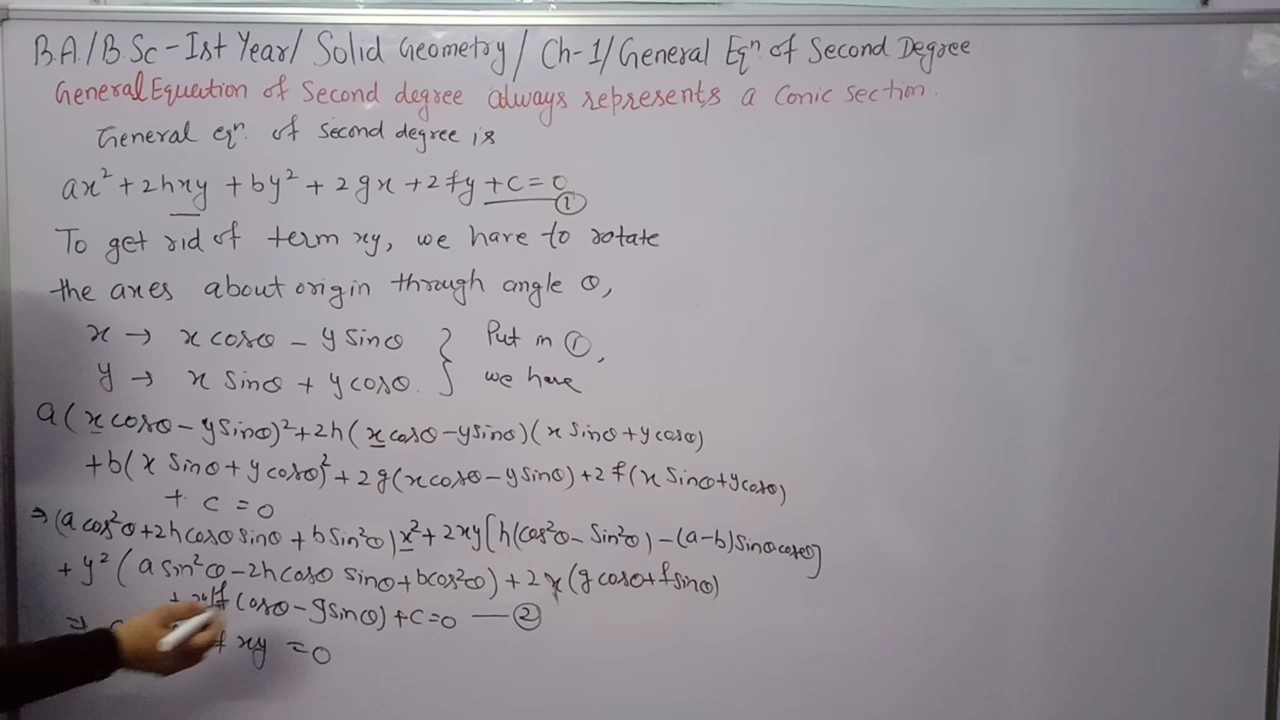 B.A./B.Sc-Ist Year/ Solid Geometry / Ch-1/General Eqⁿ. of Second Degree
General Equation of Second degree always represents a Conic section.
General eqⁿ. of Second degree is
ax² + 2hxy + by² + 2gx + 2fy + c = 0 ①
To get rid of term xy, we have to rotate
the axes about origin through angle θ,
x → x cosθ - y sinθ } Put in ①,
y → x sinθ + y cosθ. } we have
a(x cosθ - y sinθ)² + 2h(x cosθ - y sinθ)(x sinθ + y cosθ)
+ b(x sinθ + y cosθ)² + 2g(x cosθ - y sinθ) + 2f(x sinθ + y cosθ)
+ c = 0
⇒ (a cos²θ + 2h cosθ sinθ + b sin²θ)x² + 2xy[h(cos²θ - sin²θ) - (a-b) sinθ cosθ]
+ y²(a sin²θ - 2h cosθ sinθ + b cos²θ) + 2x(g cosθ + f sinθ)
+ cosθ - g sinθ) + c = 0 — ②
⇒ xy = 0